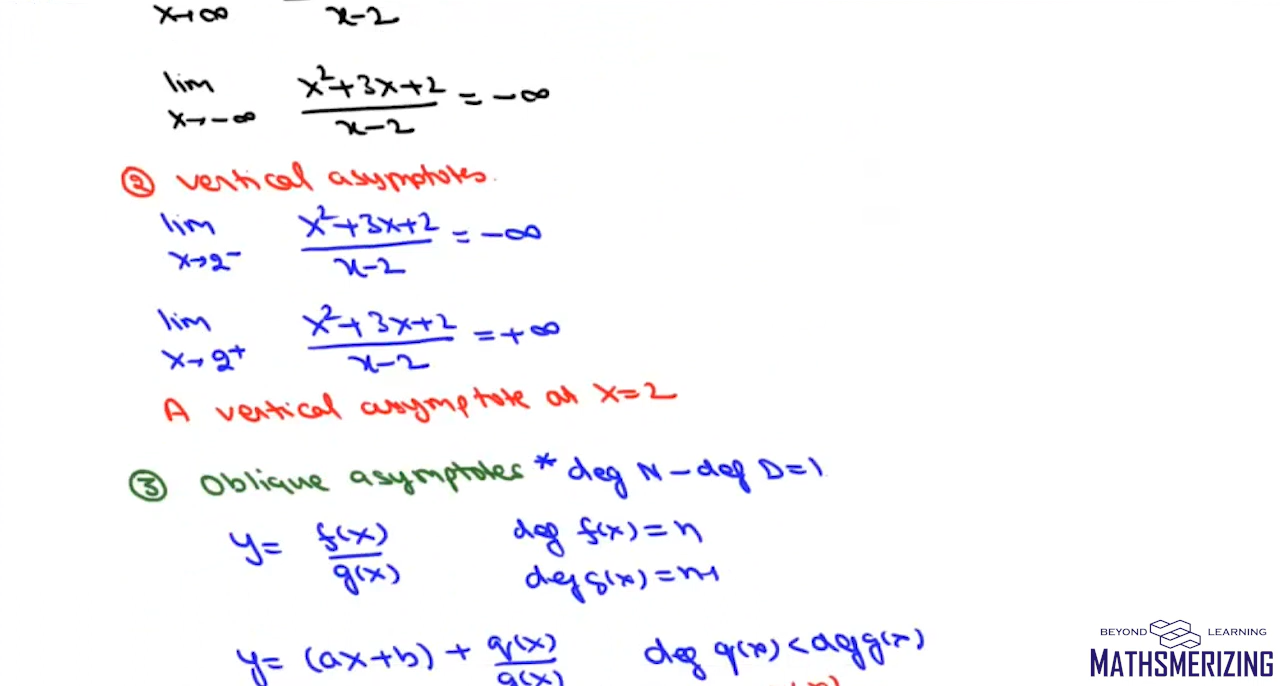 lim x→∞ x-2
lim x→-∞ (x²+3x+2)/(x-2) = -∞
② vertical asymptotes.
lim x→2⁻ (x²+3x+2)/(x-2) = -∞
lim x→2⁺ (x²+3x+2)/(x-2) = +∞
A vertical asymptote at x=2
③ Oblique asymptotes * deg N - deg D = 1
y = f(x)/g(x) deg f(x) = n
deg g(x) = n-1
y = (ax+b) + q(x)/g(x) deg q(x) < deg g(x)
BEYOND LEARNING
MATHSMERIZING